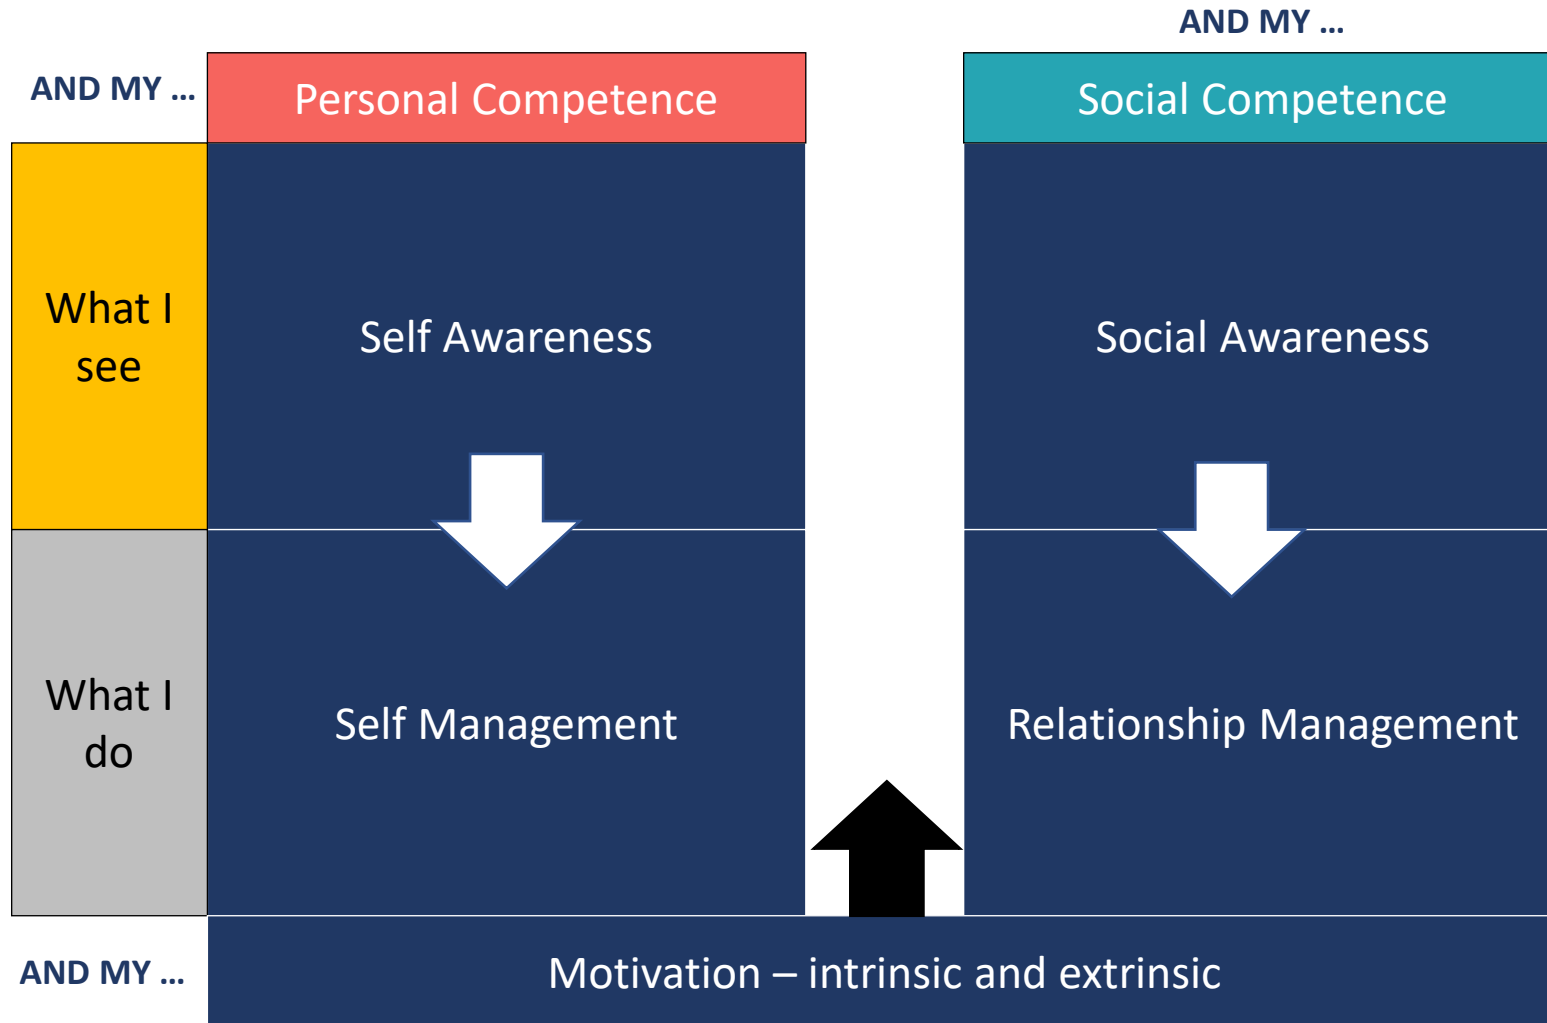 AND MY ...
AND MY ...
Personal Competence
Social Competence
What I
see
Self Awareness
Social Awareness
What I
do
Self Management
Relationship Management
AND MY ...
Motivation – intrinsic and extrinsic